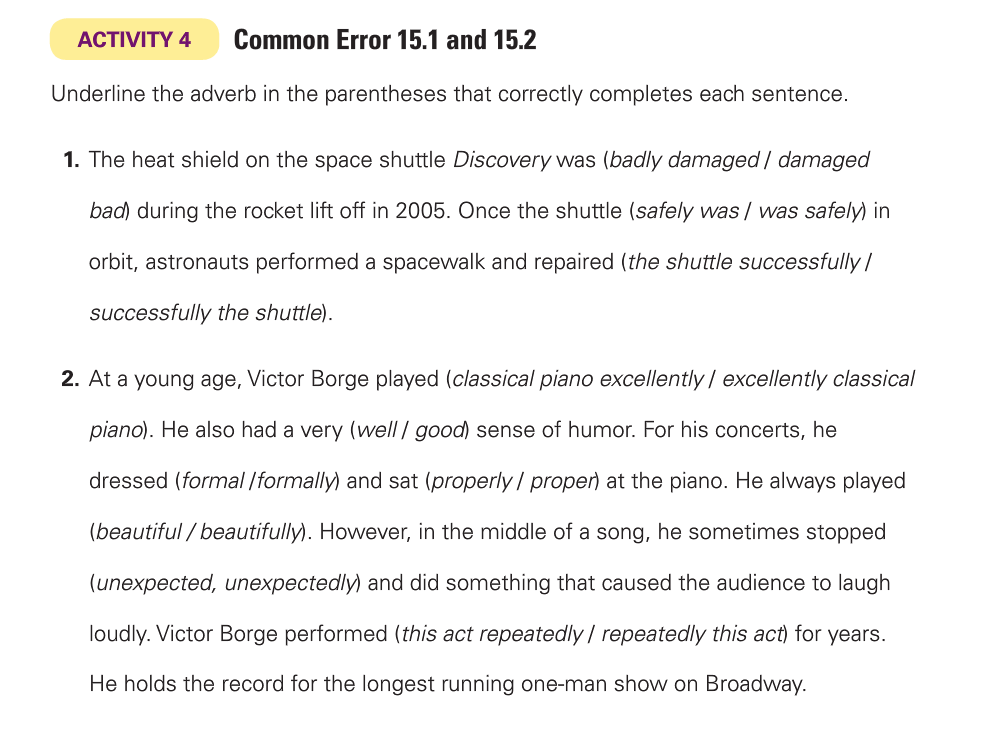 ACTIVITY 4 Common Error 15.1 and 15.2
Underline the adverb in the parentheses that correctly completes each sentence.
1. The heat shield on the space shuttle Discovery was (badly damaged / damaged
bad) during the rocket lift off in 2005. Once the shuttle (safely was / was safely) in
orbit, astronauts performed a spacewalk and repaired (the shuttle successfully /
successfully the shuttle).
2. At a young age, Victor Borge played (classical piano excellently / excellently classical
piano). He also had a very (well / good) sense of humor. For his concerts, he
dressed (formal /formally) and sat (properly / proper) at the piano. He always played
(beautiful / beautifully). However, in the middle of a song, he sometimes stopped
(unexpected, unexpectedly) and did something that caused the audience to laugh
loudly. Victor Borge performed (this act repeatedly / repeatedly this act) for years.
He holds the record for the longest running one-man show on Broadway.